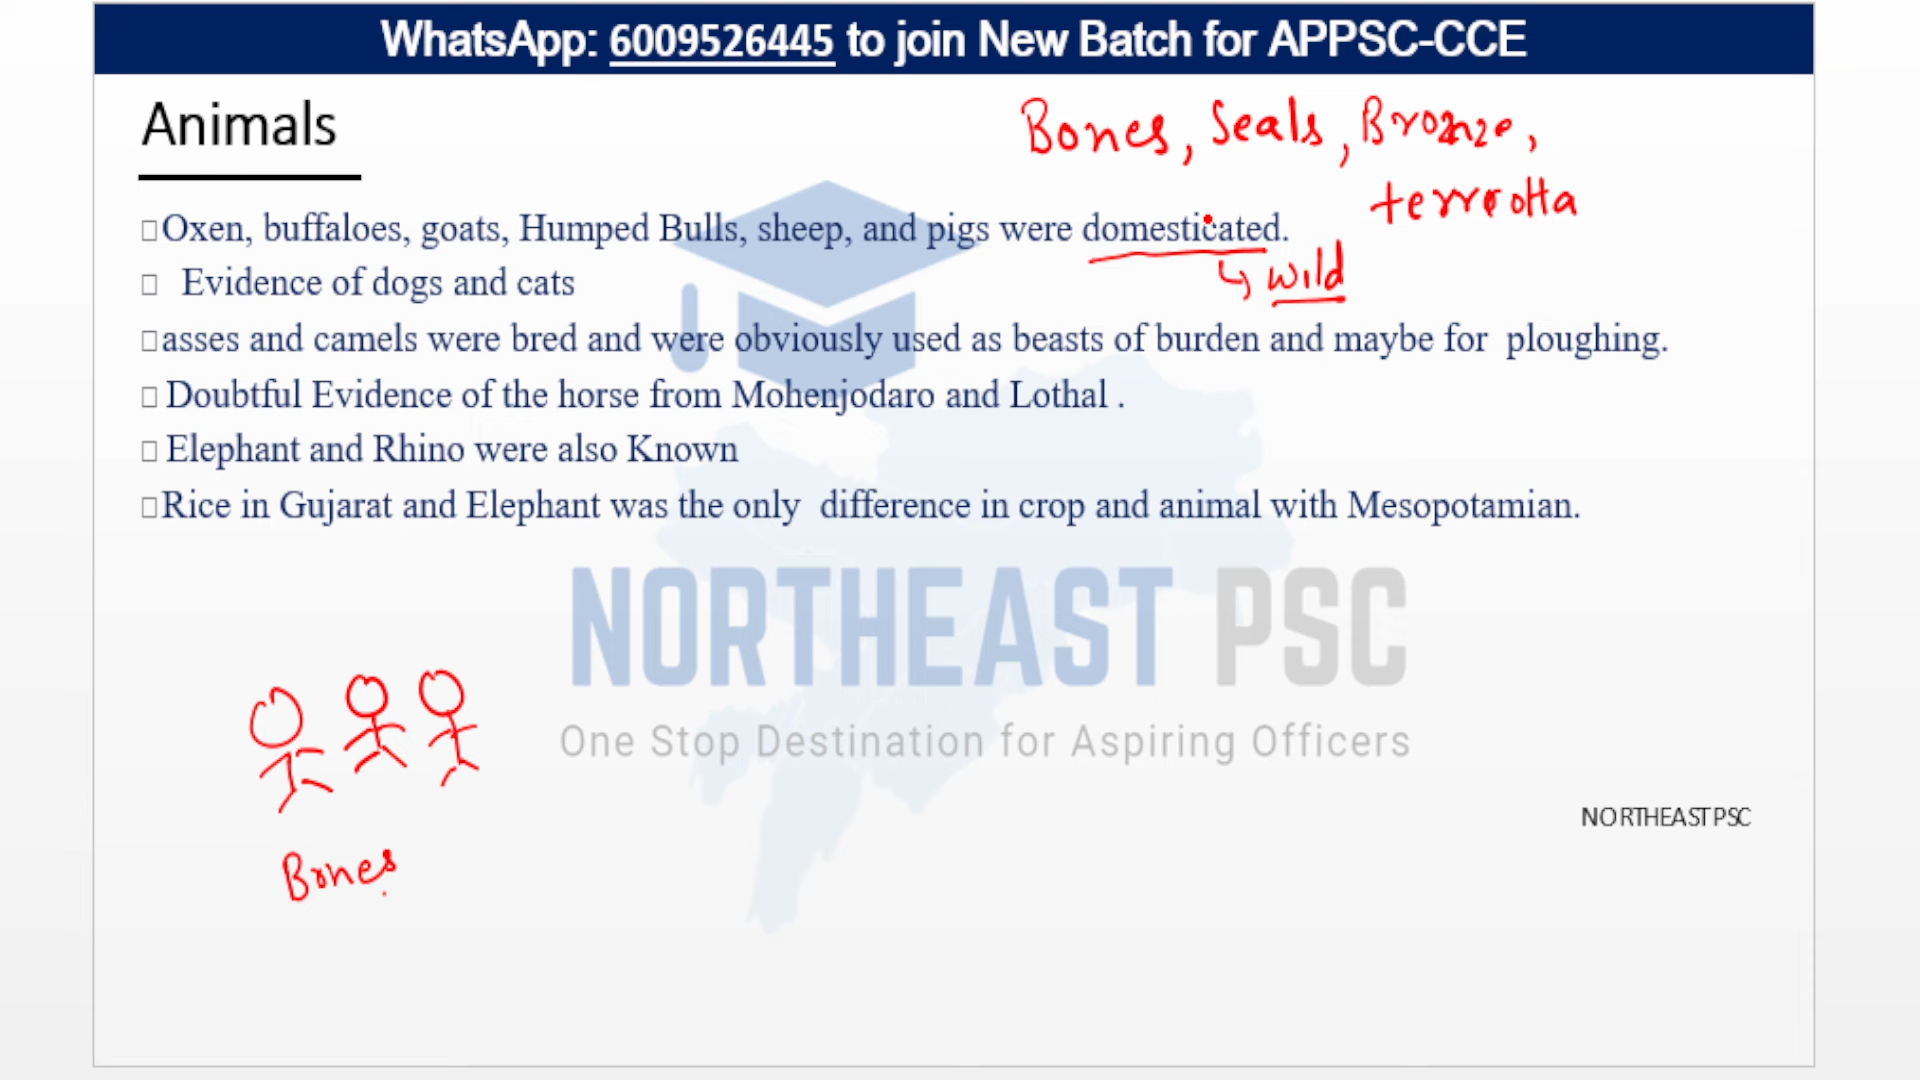 WhatsApp: 6009526445 to join New Batch for APPSC-CCE
Animals
Bones, Seals, Bronze,
terrcotta
Oxen, buffaloes, goats, Humped Bulls, sheep, and pigs were domesticated.
wild
Evidence of dogs and cats
asses and camels were bred and were obviously used as beasts of burden and maybe for ploughing.
Doubtful Evidence of the horse from Mohenjodaro and Lothal .
Elephant and Rhino were also Known
Rice in Gujarat and Elephant was the only difference in crop and animal with Mesopotamian.
NORTHEAST PSC
One Stop Destination for Aspiring Officers
NORTHEAST PSC
Bones